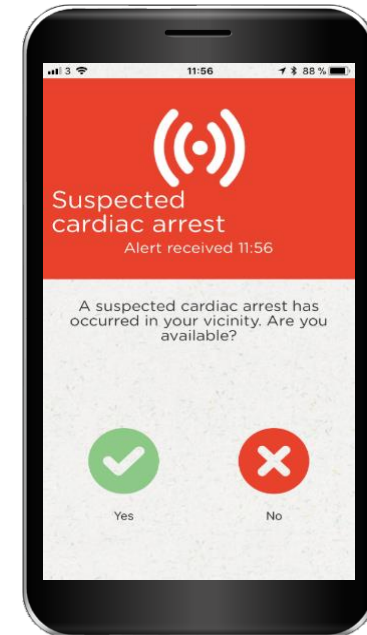 3 11:56 88 %
Suspected
cardiac arrest
Alert received 11:56
A suspected cardiac arrest has
occurred in your vicinity. Are you
available?
Yes No